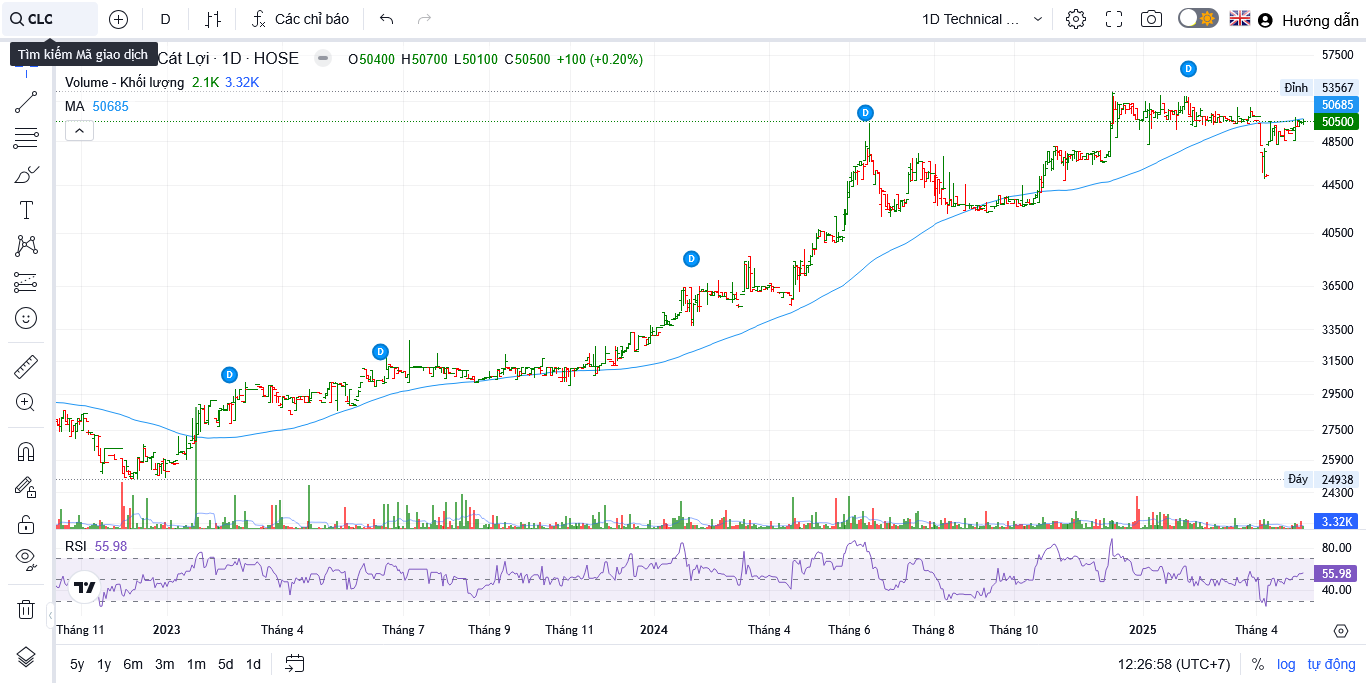 CLC
D
Các chỉ báo
1D Technical ...
Hướng dẫn
Tìm kiếm Mã giao dịch
Cát Lợi · 1D · HOSE
O50400 H50700 L50100 C50500 +100 (+0.20%)
Volume - Khối lượng 2.1K 3.32K
MA 50685
57500
Đỉnh 53567
50685
50500
48500
44500
40500
36500
33500
31500
29500
27500
25900
Đáy 24938
24300
3.32K
D
D
D
D
D
RSI 55.98
80.00
55.98
40.00
Tháng 11 2023 Tháng 4 Tháng 7 Tháng 9 Tháng 11 2024 Tháng 4 Tháng 6 Tháng 8 Tháng 10 2025 Tháng 4
5y 1y 6m 3m 1m 5d 1d
12:26:58 (UTC+7) % log tự động